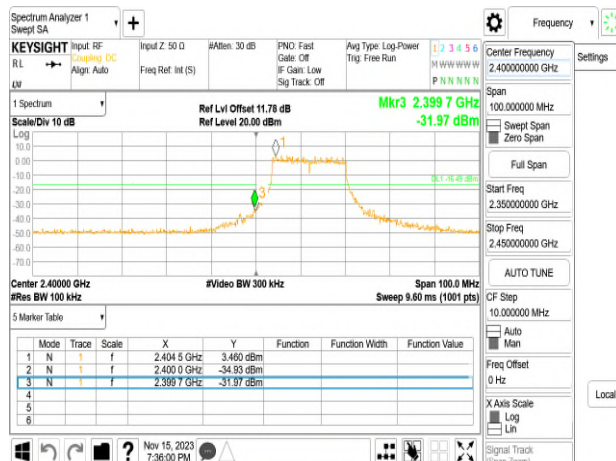 Spectrum Analyzer 1
Swept SA
Frequency
KEYSIGHT
RL
Input: RF
Coupling: DC
Align: Auto
Input Z: 50 Ω
Freq Ref: Int (S)
#Atten: 30 dB
PNO: Fast
Gate: Off
IF Gain: Low
Sig Track: Off
Avg Type: Log-Power
Trig: Free Run
1 2 3 4 5 6
M W W W W W
P N N N N N
Center Frequency
2.400000000 GHz
Settings
Span
100.000000 MHz
Swept Span
Zero Span
Full Span
Start Freq
2.350000000 GHz
Stop Freq
2.450000000 GHz
AUTO TUNE
CF Step
10.000000 MHz
Auto
Man
Freq Offset
0 Hz
X Axis Scale
Log
Lin
Local
Signal Track
1 Spectrum
Scale/Div 10 dB
Ref Lvl Offset 11.78 dB
Ref Level 20.00 dBm
Mkr3 2.399 7 GHz
-31.97 dBm
Log
10.0
0.00
-10.0
-20.0
-30.0
-40.0
-50.0
-60.0
-70.0
1
3
Center 2.40000 GHz
#Res BW 100 kHz
#Video BW 300 kHz
Span 100.0 MHz
Sweep 9.60 ms (1001 pts)
5 Marker Table
Mode Trace Scale X Y Function Function Width Function Value
1 N 1 f 2.404 5 GHz 3.460 dBm
2 N 1 f 2.400 0 GHz -34.93 dBm
3 N 1 f 2.399 7 GHz -31.97 dBm
4
5
6
?
Nov 15, 2023
7:36:00 PM